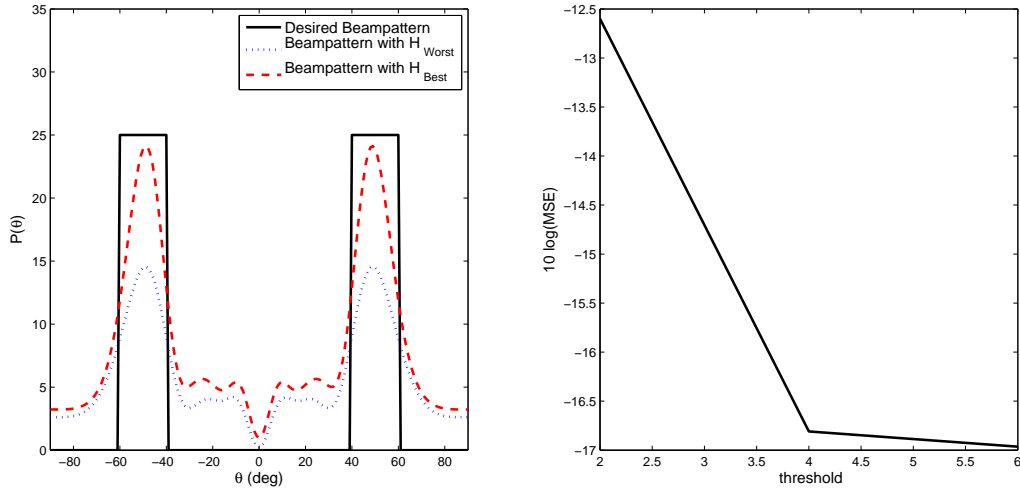 35
30
25
20
15
10
5
0
P(θ)
−80 −60 −40 −20 0 20 40 60 80
θ (deg)
Desired Beampattern
Beampattern with H Worst
Beampattern with H Best
−12.5
−13
−13.5
−14
−14.5
−15
−15.5
−16
−16.5
−17
10 log(MSE)
2 2.5 3 3.5 4 4.5 5 5.5 6
threshold